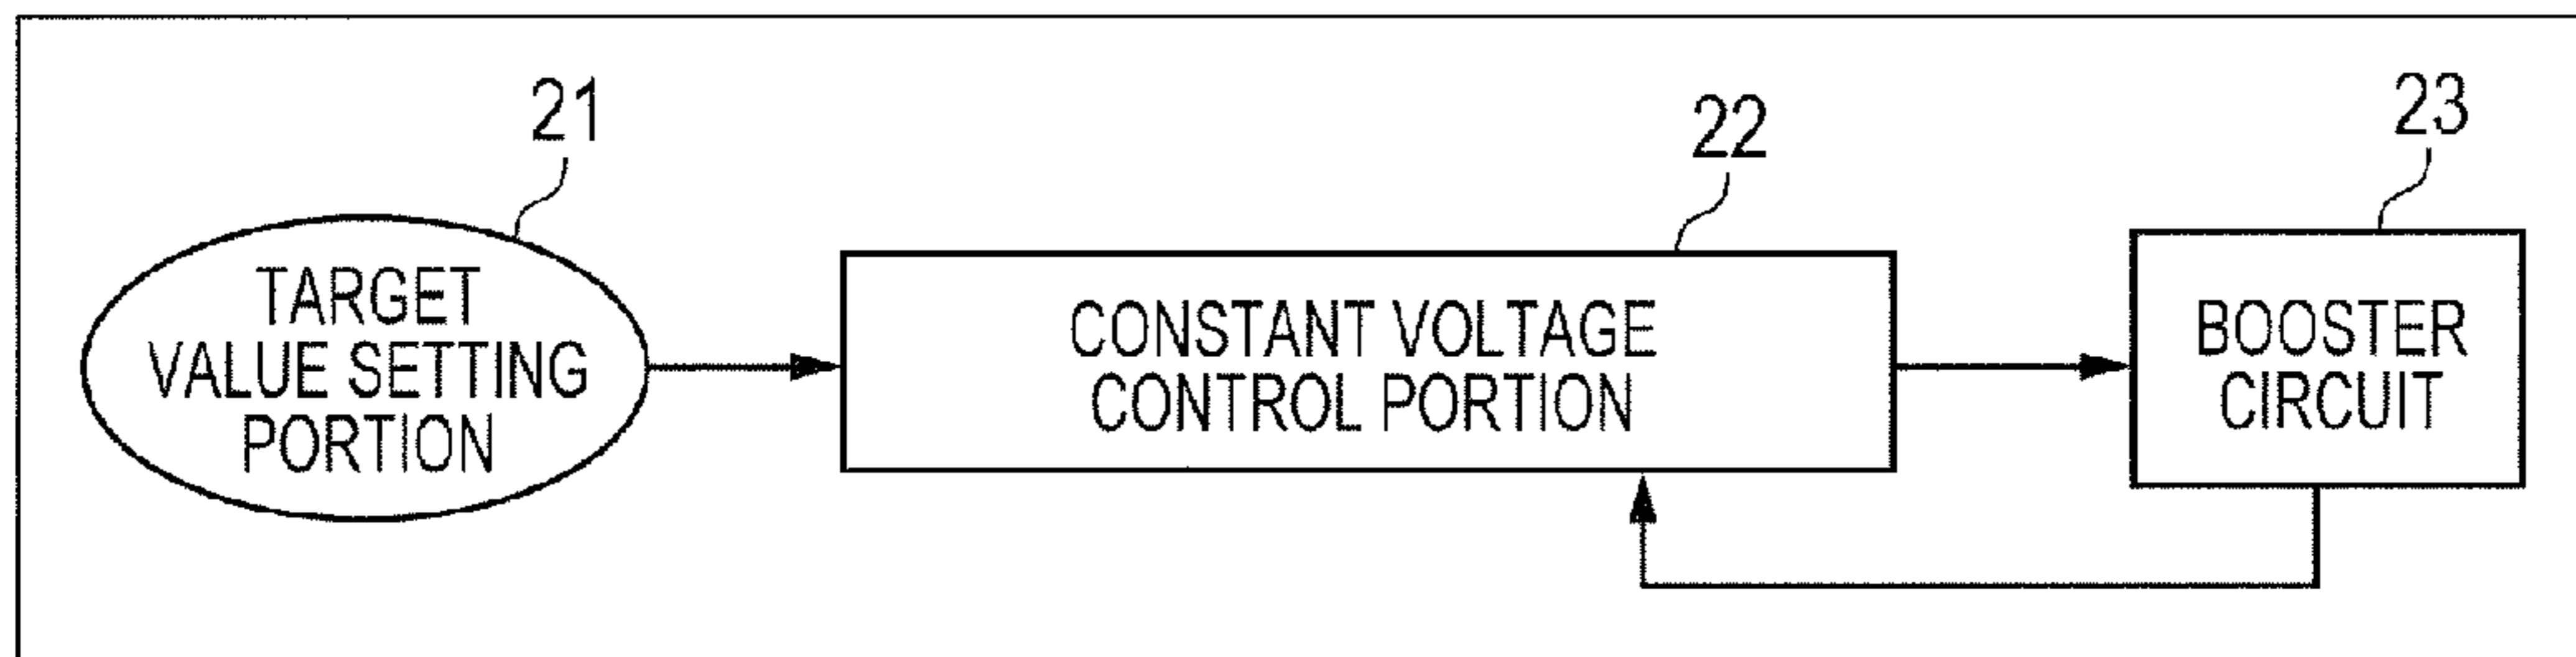 21
22
23
TARGET
VALUE SETTING
PORTION
CONSTANT VOLTAGE
CONTROL PORTION
BOOSTER
CIRCUIT